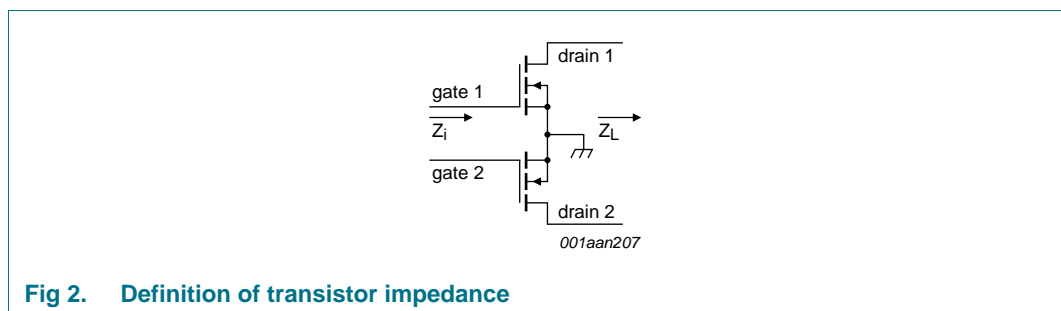 drain 1
gate 1
Zi
ZL
gate 2
drain 2
001aan207
Fig 2. Definition of transistor impedance